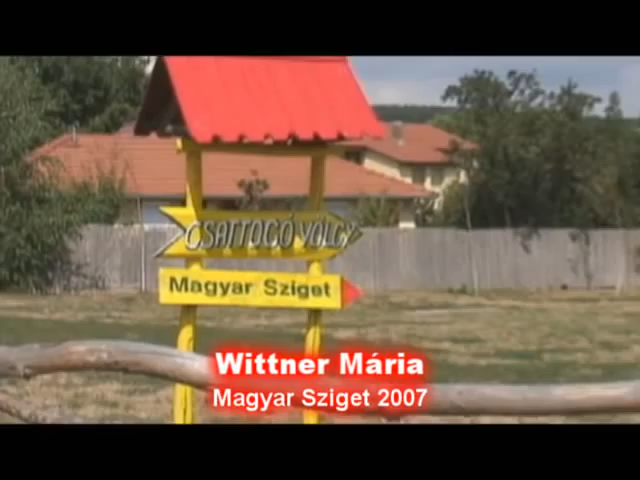 CSATTOGÓ VÖLGY
Magyar Sziget
Wittner Mária
Magyar Sziget 2007